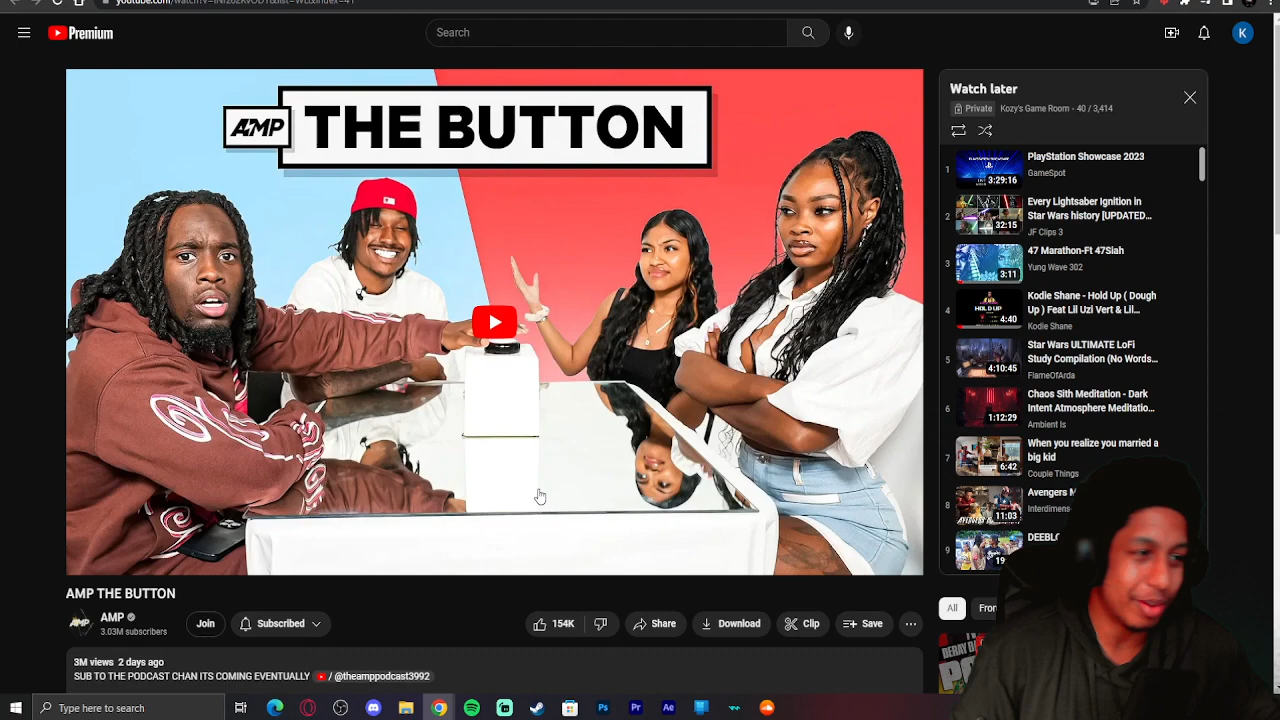 Premium
Search
K
AMP
THE BUTTON
Watch later
Private
Kozy's Game Room - 40 / 3,414
1
PlayStation Showcase 2023
GameSpot
3:29:16
2
Every Lightsaber Ignition in
Star Wars history [UPDATED...
JF Clips 3
32:15
3
47 Marathon-Ft 47Siah
Yung Wave 302
3:11
4
Kodie Shane - Hold Up ( Dough
Up ) Feat Lil Uzi Vert & Lil...
Kodie Shane
4:40
5
Star Wars ULTIMATE LoFi
Study Compilation (No Words...
FlameOfArda
4:10:45
6
Chaos Sith Meditation - Dark
Intent Atmosphere Meditatio...
Ambient Is
1:12:29
7
When you realize you married a
big kid
Couple Things
6:42
8
Avengers
Interdimens
11:03
9
DEEBLO
19
AMP THE BUTTON
AMP
3.03M subscribers
Join
Subscribed
154K
Share
Download
Clip
Save
All
3M views 2 days ago
SUB TO THE PODCAST CHAN ITS COMING EVENTUALLY / @theamppodcast3992
Type here to search
Ps
Pr
Ae